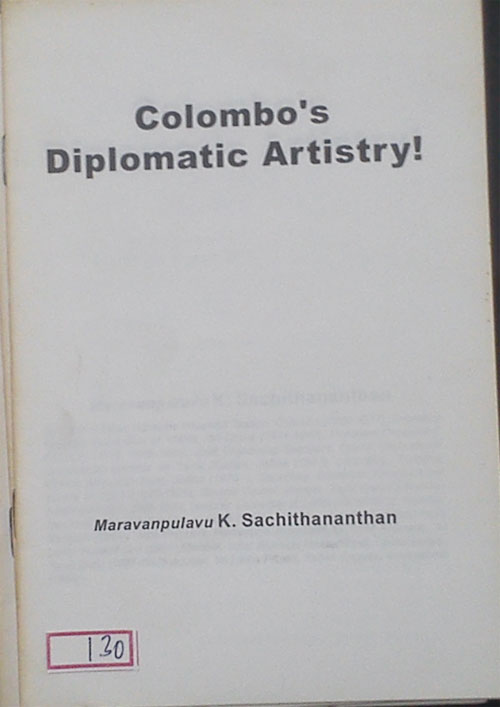 Colombo's
Diplomatic Artistry!
Maravanpulavu K. Sachithananthan
130